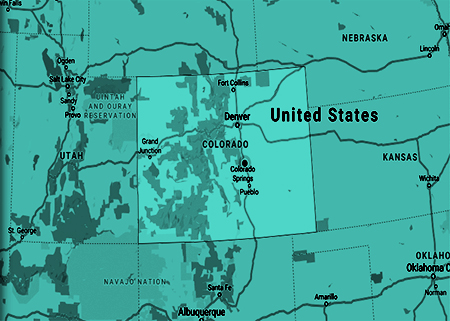 win Falls
Ogden
Salt Lake City
Sandy
Provo
UINTAH
AND OURAY
RESERVATION
UTAH
St. George
NAVAJO NATION
Grand
Junction
Fort Collins
Denver
COLORADO
Colorado
Springs
Pueblo
United States
NEBRASKA
Oma
Lincoln
KANSAS
Wichita
OKLAHO
Oklahoma C
Norman
Amarillo
Santa Fe
Albuquerque